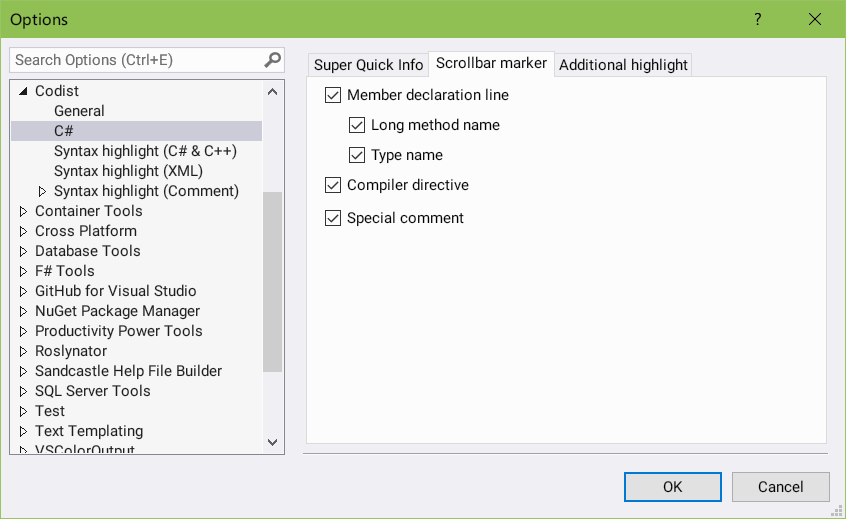 Options
?
Search Options (Ctrl+E)
Codist
General
C#
Syntax highlight (C# & C++)
Syntax highlight (XML)
Syntax highlight (Comment)
Container Tools
Cross Platform
Database Tools
F# Tools
GitHub for Visual Studio
NuGet Package Manager
Productivity Power Tools
Roslynator
Sandcastle Help File Builder
SQL Server Tools
Test
Text Templating
VSColorOutput
Super Quick Info Scrollbar marker Additional highlight
Member declaration line
Long method name
Type name
Compiler directive
Special comment
OK Cancel